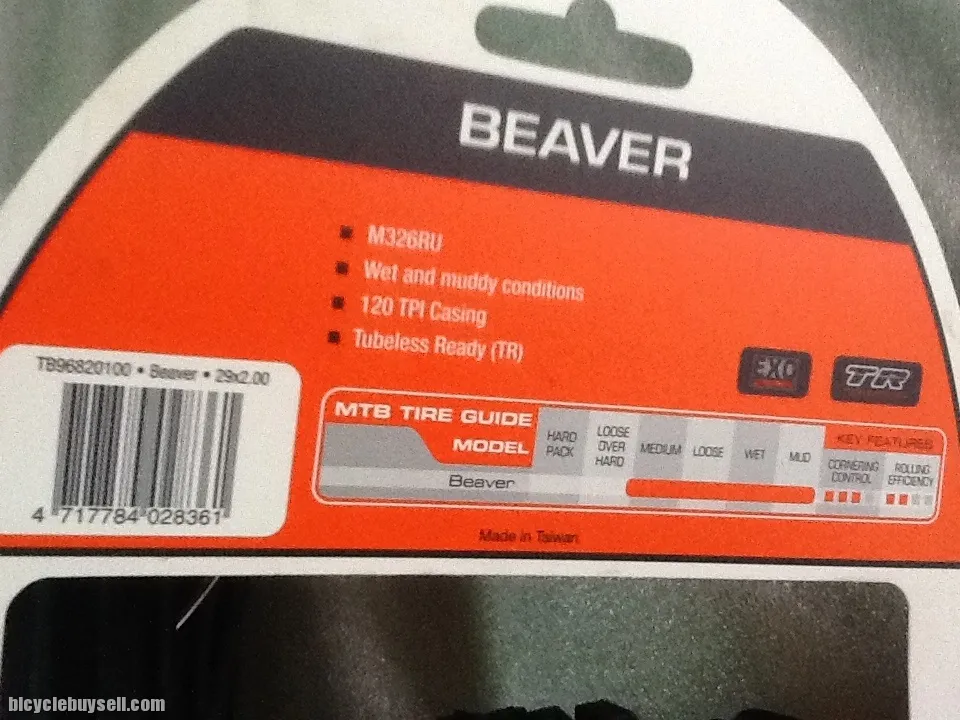 BEAVER
M326RU
Wet and muddy conditions
120 TPI Casing
Tubeless Ready (TR)
EXO
TR
TB96820100 • Beaver • 29x2.00
4 717784 028361
MTB TIRE GUIDE
MODEL
HARD PACK
LOOSE OVER HARD
MEDIUM
LOOSE
WET
MUD
KEY FEATURES
CORNERING CONTROL
ROLLING EFFICIENCY
Beaver
Made in Taiwan
bicyclebuysell.com